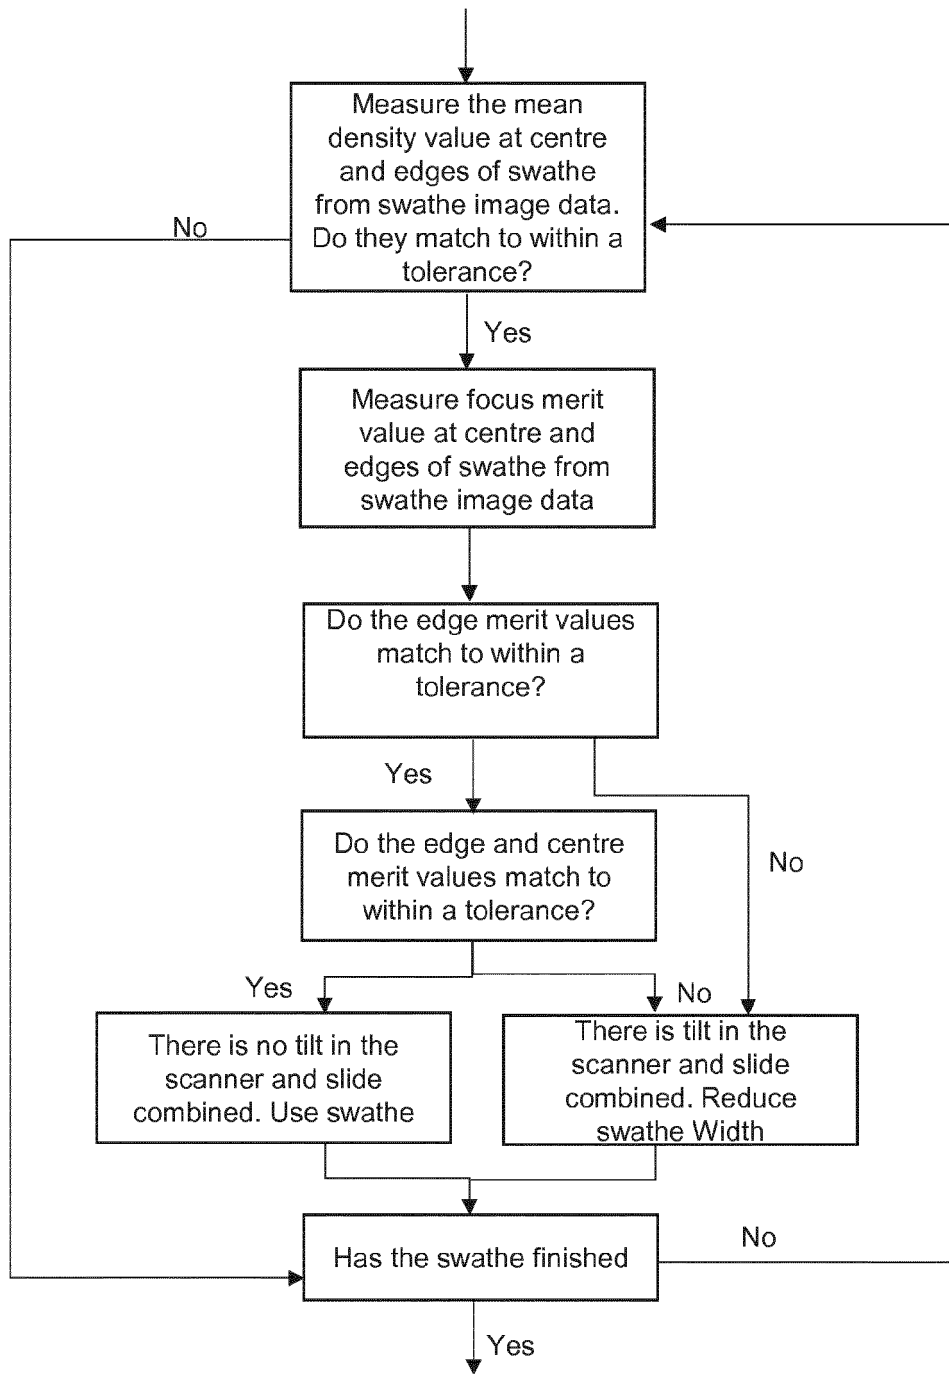 Measure the mean
density value at centre
and edges of swathe
from swathe image data.
Do they match to within a
tolerance?
No
Yes
Measure focus merit
value at centre and
edges of swathe from
swathe image data
Do the edge merit values
match to within a
tolerance?
Yes
No
Do the edge and centre
merit values match to
within a tolerance?
Yes
No
There is no tilt in the
scanner and slide
combined. Use swathe
There is tilt in the
scanner and slide
combined. Reduce
swathe Width
Has the swathe finished
No
Yes